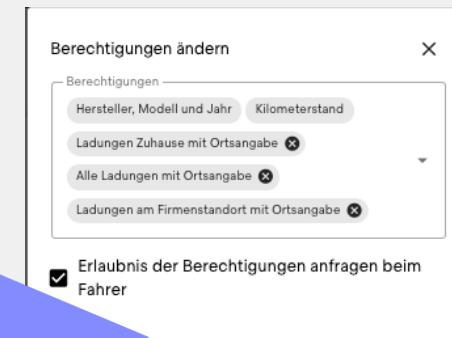 Berechtigungen ändern
Berechtigungen
Hersteller, Modell und Jahr Kilometerstand
Ladungen Zuhause mit Ortsangabe
Alle Ladungen mit Ortsangabe
Ladungen am Firmenstandort mit Ortsangabe
Erlaubnis der Berechtigungen anfragen beim
Fahrer